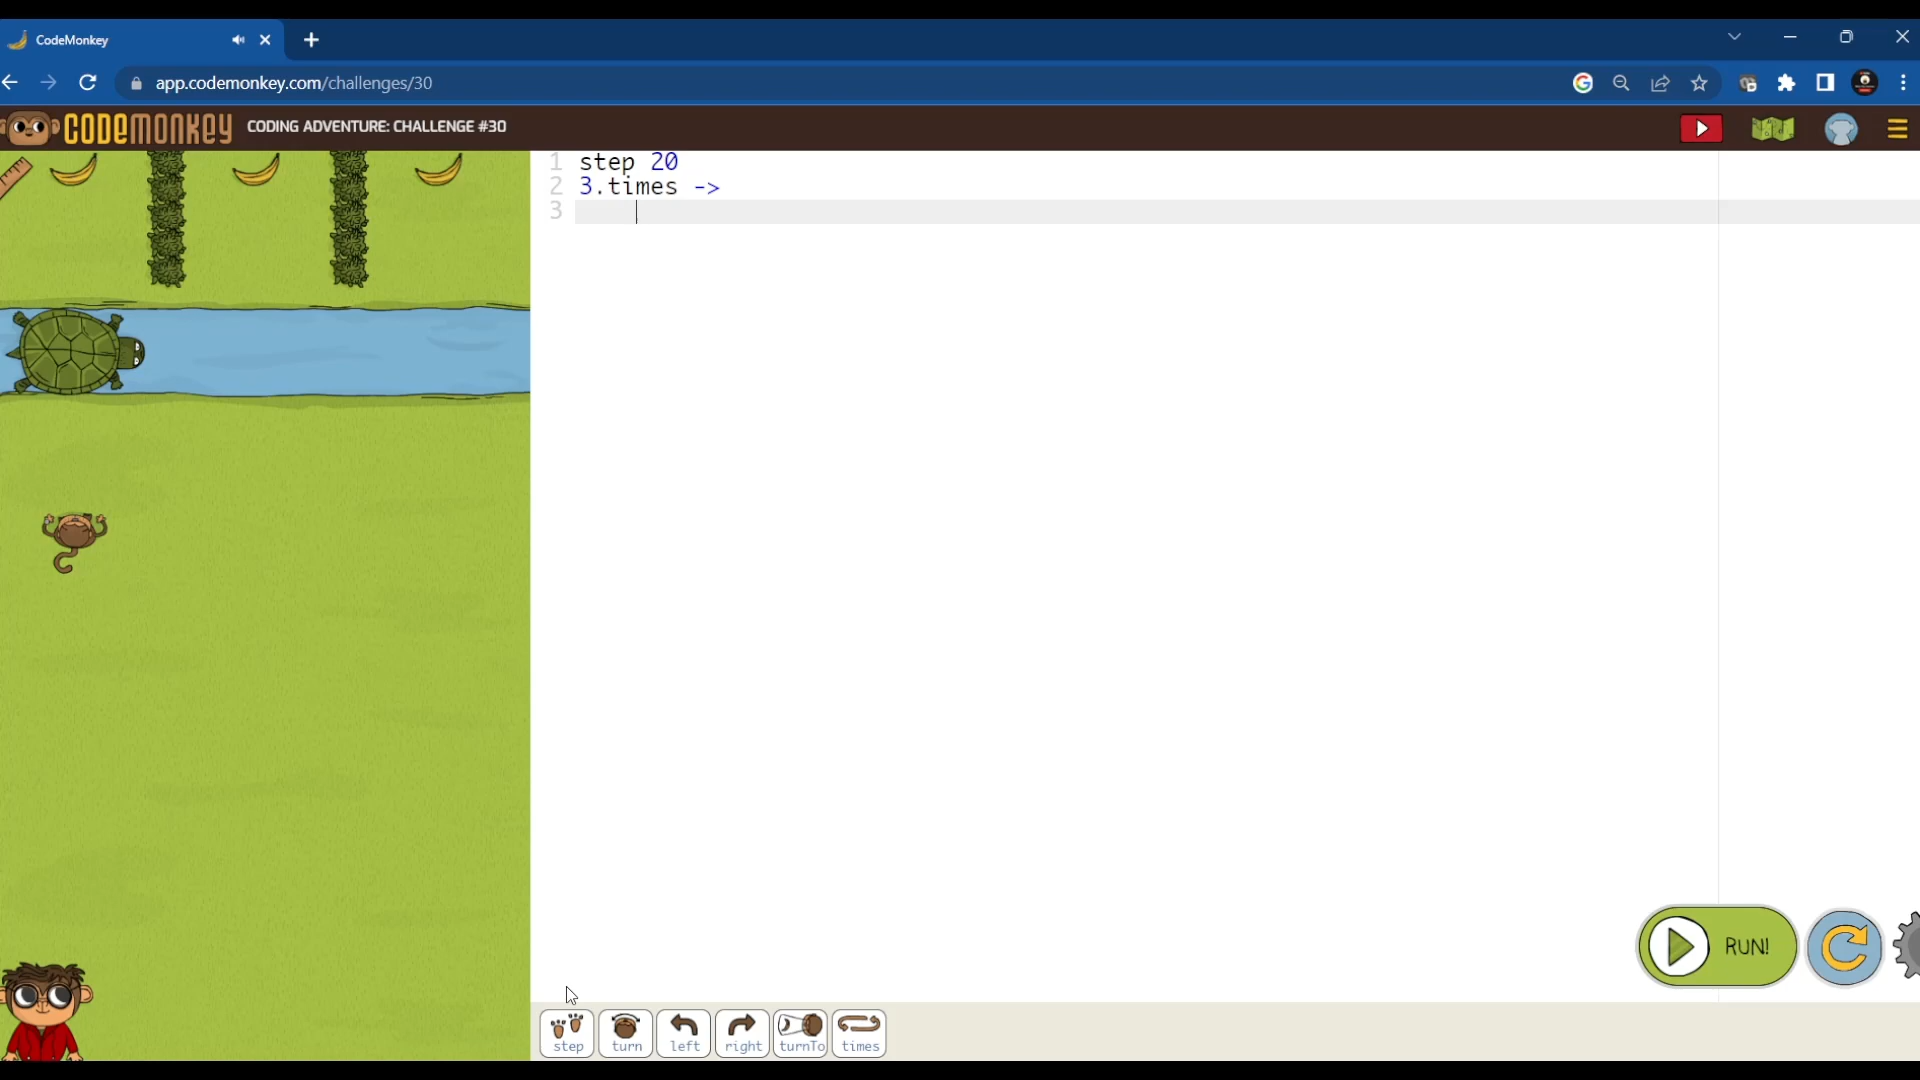 CodeMonkey
app.codemonkey.com/challenges/30
CODEMONKEY
CODING ADVENTURE: CHALLENGE #30
1 step 20
2 3.times ->
3
RUN!
step
turn
left
right
turnTo
times